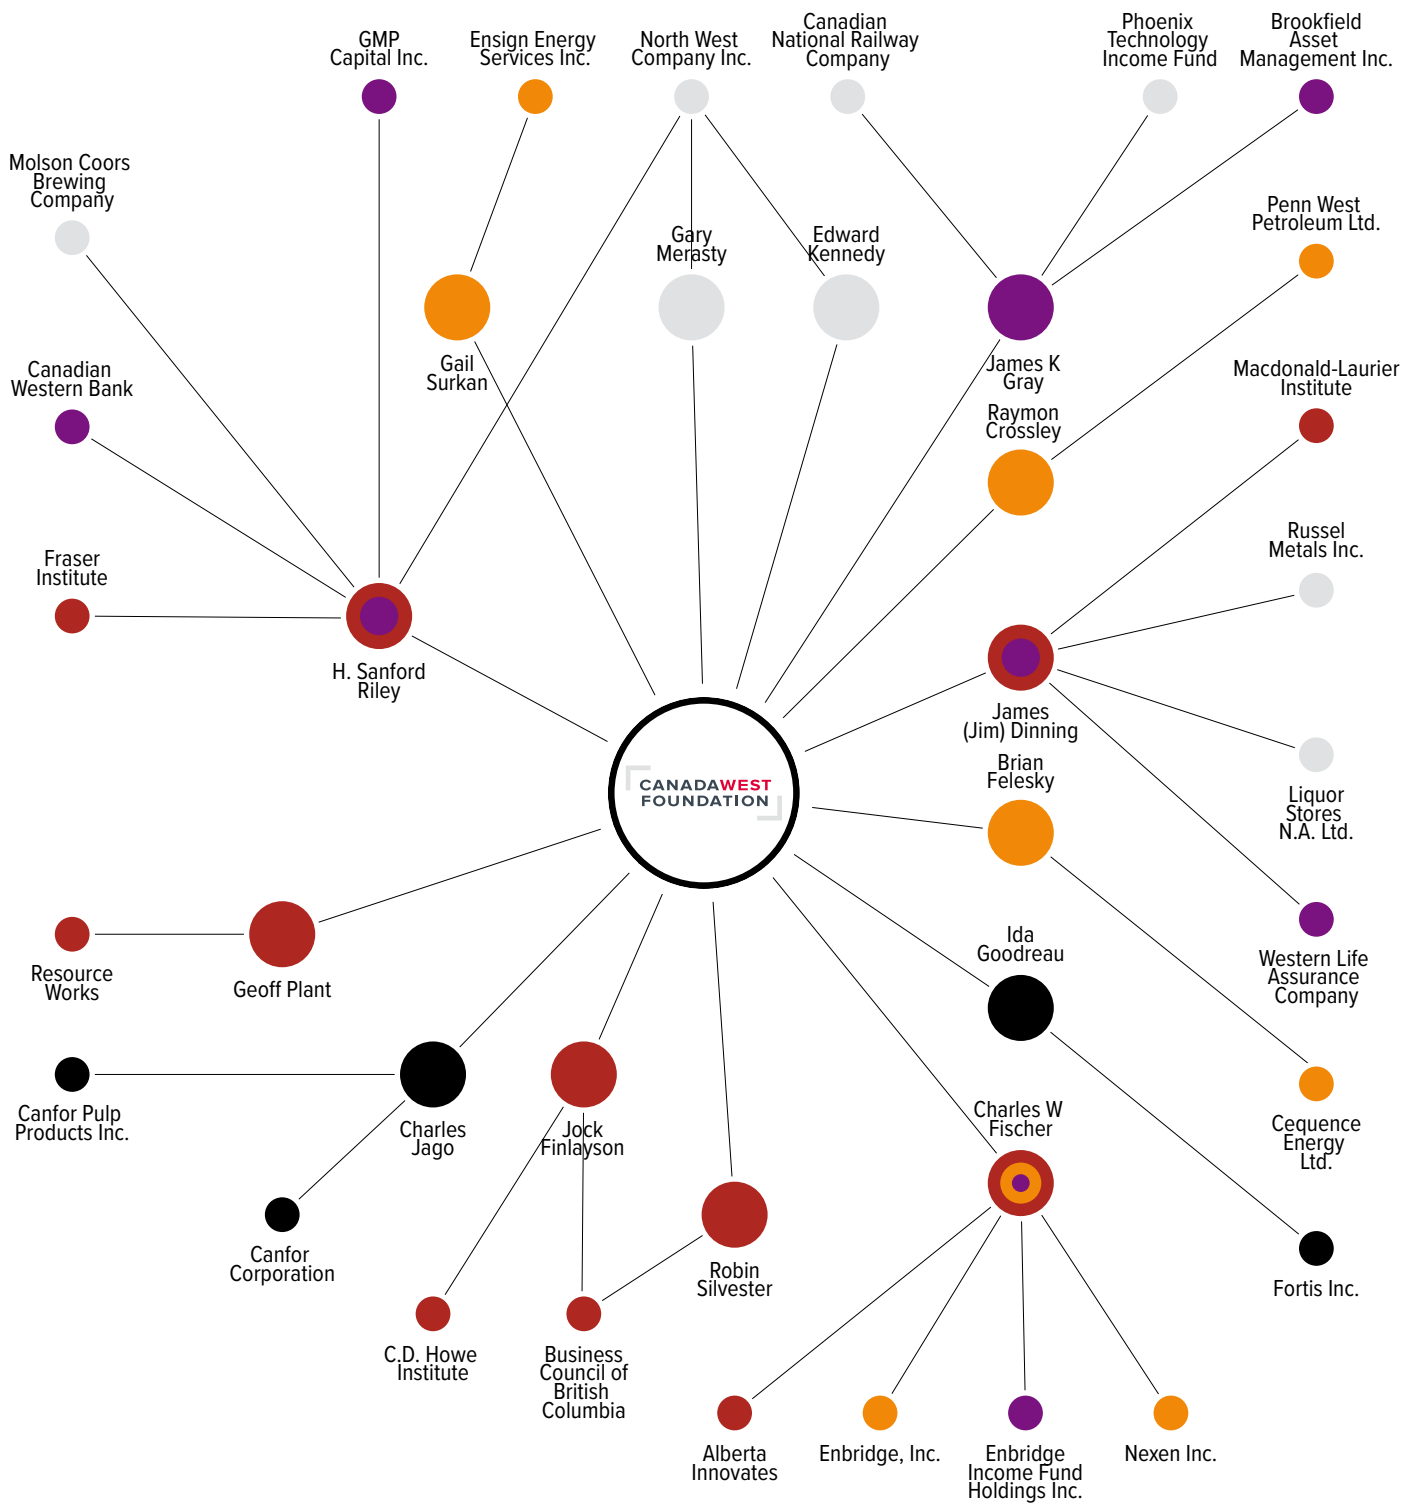 GMP
Capital Inc.
Ensign Energy
Services Inc.
North West
Company Inc.
Canadian
National Railway
Company
Phoenix
Technology
Income Fund
Brookfield
Asset
Management Inc.
Molson Coors
Brewing
Company
Penn West
Petroleum Ltd.
Gary
Merasty
Edward
Kennedy
Canadian
Western Bank
Gail
Surkan
James K
Gray
Macdonald-Laurier
Institute
Raymon
Crossley
Fraser
Institute
Russel
Metals Inc.
H. Sanford
Riley
James
(Jim) Dinning
Brian
Felesky
CANADAWEST
FOUNDATION
Liquor
Stores
N.A. Ltd.
Ida
Goodreau
Western Life
Assurance
Company
Resource
Works
Geoff Plant
Canfor Pulp
Products Inc.
Charles
Jago
Jock
Finlayson
Charles W
Fischer
Cequence
Energy
Ltd.
Canfor
Corporation
Robin
Silvester
Fortis Inc.
C.D. Howe
Institute
Business
Council of
British
Columbia
Alberta
Innovates
Enbridge, Inc.
Enbridge
Income Fund
Holdings Inc.
Nexen Inc.